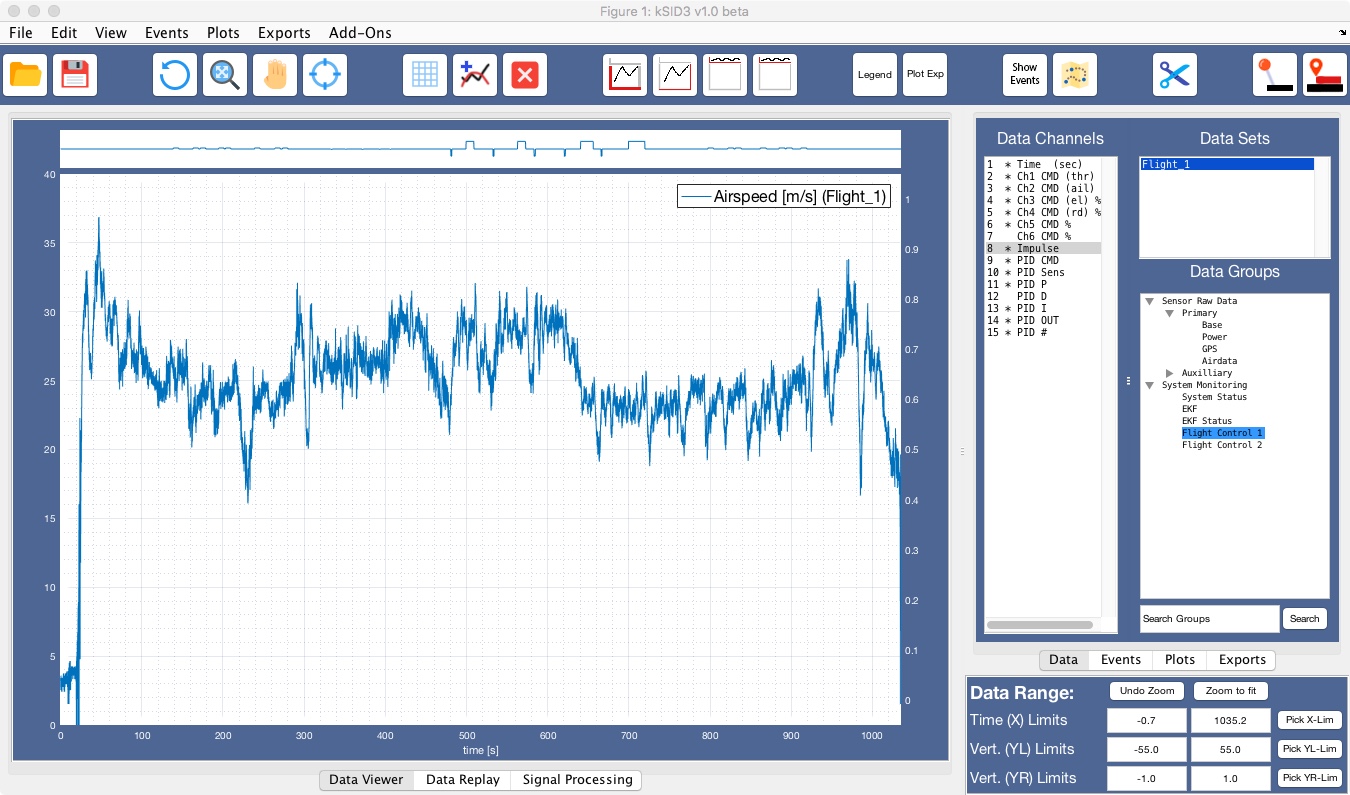 Figure 1: kSID3 v1.0 beta
File Edit View Events Plots Exports Add-Ons
Legend
Plot Exp
Show
Events
Airspeed [m/s] (Flight_1)
40
35
30
25
20
15
10
5
0
1
0.9
0.8
0.7
0.6
0.5
0.4
0.3
0.2
0.1
0
0 100 200 300 400 500 600 700 800 900 1000
time [s]
Data Viewer Data Replay Signal Processing
Data Channels
1 * Time (sec)
2 * Ch1 CMD (thr)
3 * Ch2 CMD (ail)
4 * Ch3 CMD (el) %
5 * Ch4 CMD (rd) %
6 * Ch5 CMD %
7 Ch6 CMD %
8 * Impulse
9 * PID CMD
10 * PID Sens
11 * PID P
12 PID D
13 * PID I
14 * PID OUT
15 * PID #
Data Sets
Flight_1
Data Groups
Sensor Raw Data
Primary
Base
Power
GPS
Airdata
Auxilliary
System Monitoring
System Status
EKF
EKF Status
Flight Control 1
Flight Control 2
Search Groups Search
Data Events Plots Exports
Data Range: Undo Zoom Zoom to fit
Time (X) Limits -0.7 1035.2 Pick X-Lim
Vert. (YL) Limits -55.0 55.0 Pick YL-Lim
Vert. (YR) Limits -1.0 1.0 Pick YR-Lim